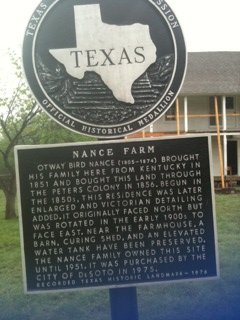 SSION
TEXAS
OFFICIAL HISTORICAL MEDALLION
NANCE FARM
OTWAY BIRD NANCE (1805-1874) BROUGHT
HIS FAMILY HERE FROM KENTUCKY IN
1851 AND BOUGHT THIS LAND THROUGH
THE PETERS COLONY IN 1856. BEGUN IN
THE 1850s, THIS RESIDENCE WAS LATER
ENLARGED AND VICTORIAN DETAILING
ADDED. IT ORIGINALLY FACED NORTH BUT
WAS ROTATED IN THE EARLY 1900s TO
FACE EAST. NEAR THE FARMHOUSE, A
BARN, CURING SHED, AND AN ELEVATED
WATER TANK HAVE BEEN PRESERVED.
THE NANCE FAMILY OWNED THIS SITE
UNTIL 1951. IT WAS PURCHASED BY THE
CITY OF DeSOTO IN 1975.
RECORDED TEXAS HISTORIC LANDMARK - 1976